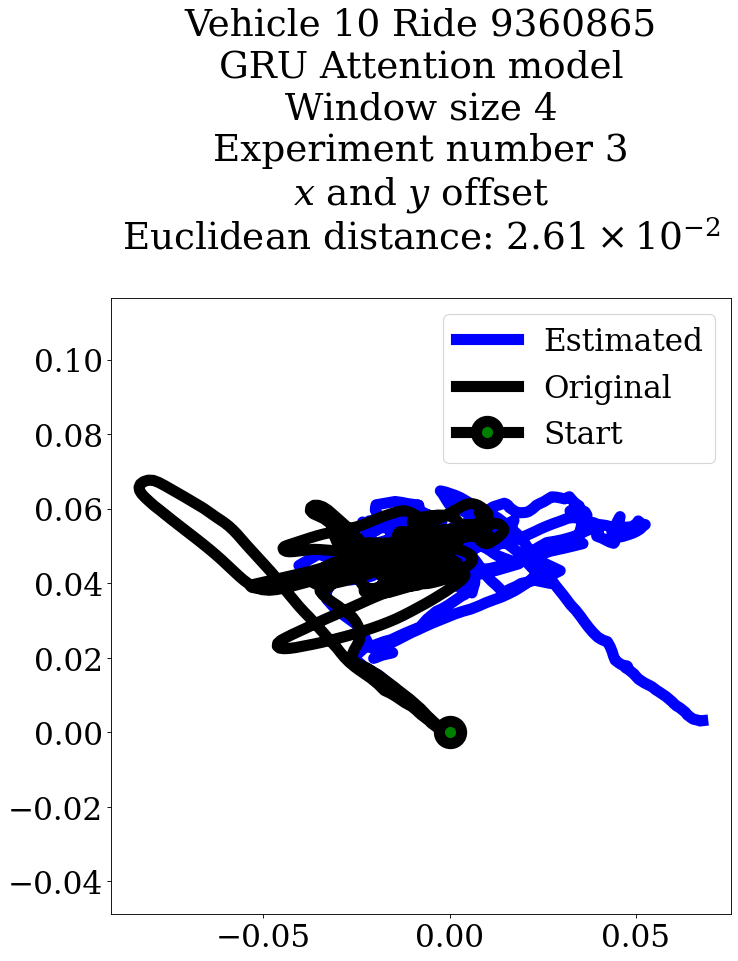 Vehicle 10 Ride 9360865
GRU Attention model
Window size 4
Experiment number 3
x and y offset
Euclidean distance: 2.61 × 10⁻²
Estimated
Original
Start
0.10
0.08
0.06
0.04
0.02
0.00
−0.02
−0.04
−0.05 0.00 0.05